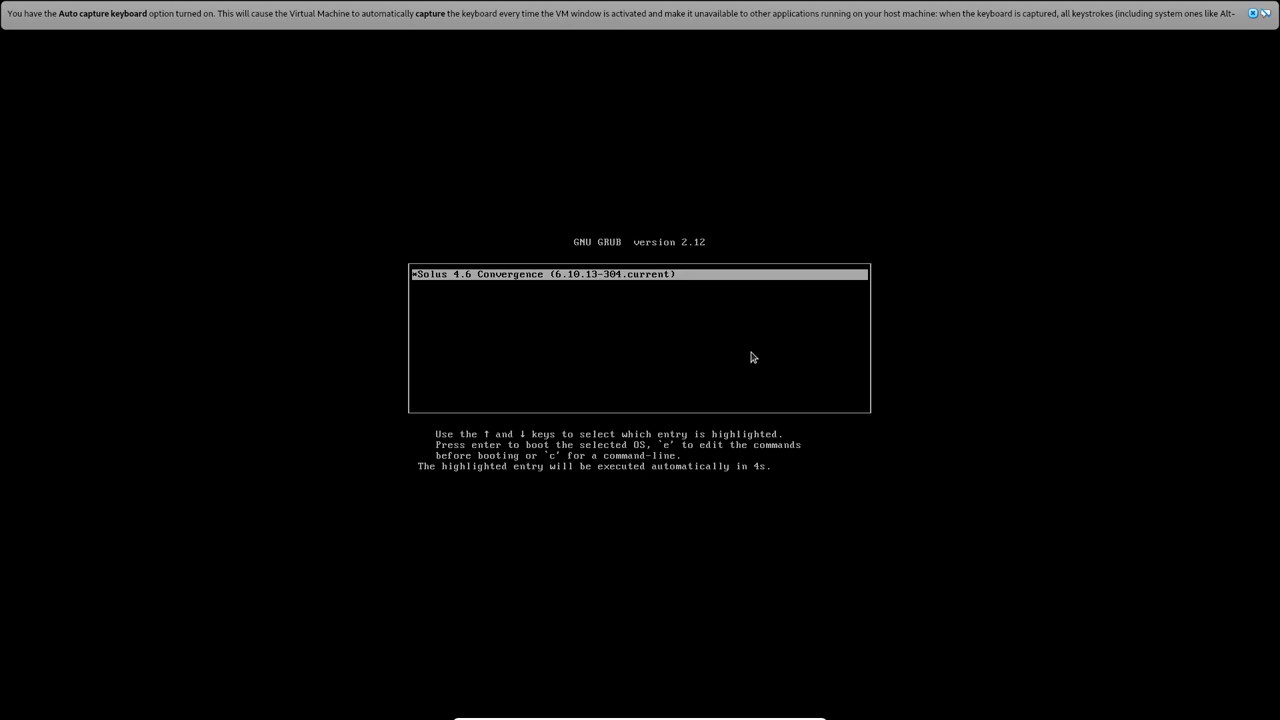 You have the Auto capture keyboard option turned on. This will cause the Virtual Machine to automatically capture the keyboard every time the VM window is activated and make it unavailable to other applications running on your host machine: when the keyboard is captured, all keystrokes (including system ones like Alt-
GNU GRUB  version 2.12
*Solus 4.6 Convergence (6.10.13-304.current)
Use the ↑ and ↓ keys to select which entry is highlighted.
Press enter to boot the selected OS, `e' to edit the commands
before booting or `c' for a command-line.
The highlighted entry will be executed automatically in 4s.